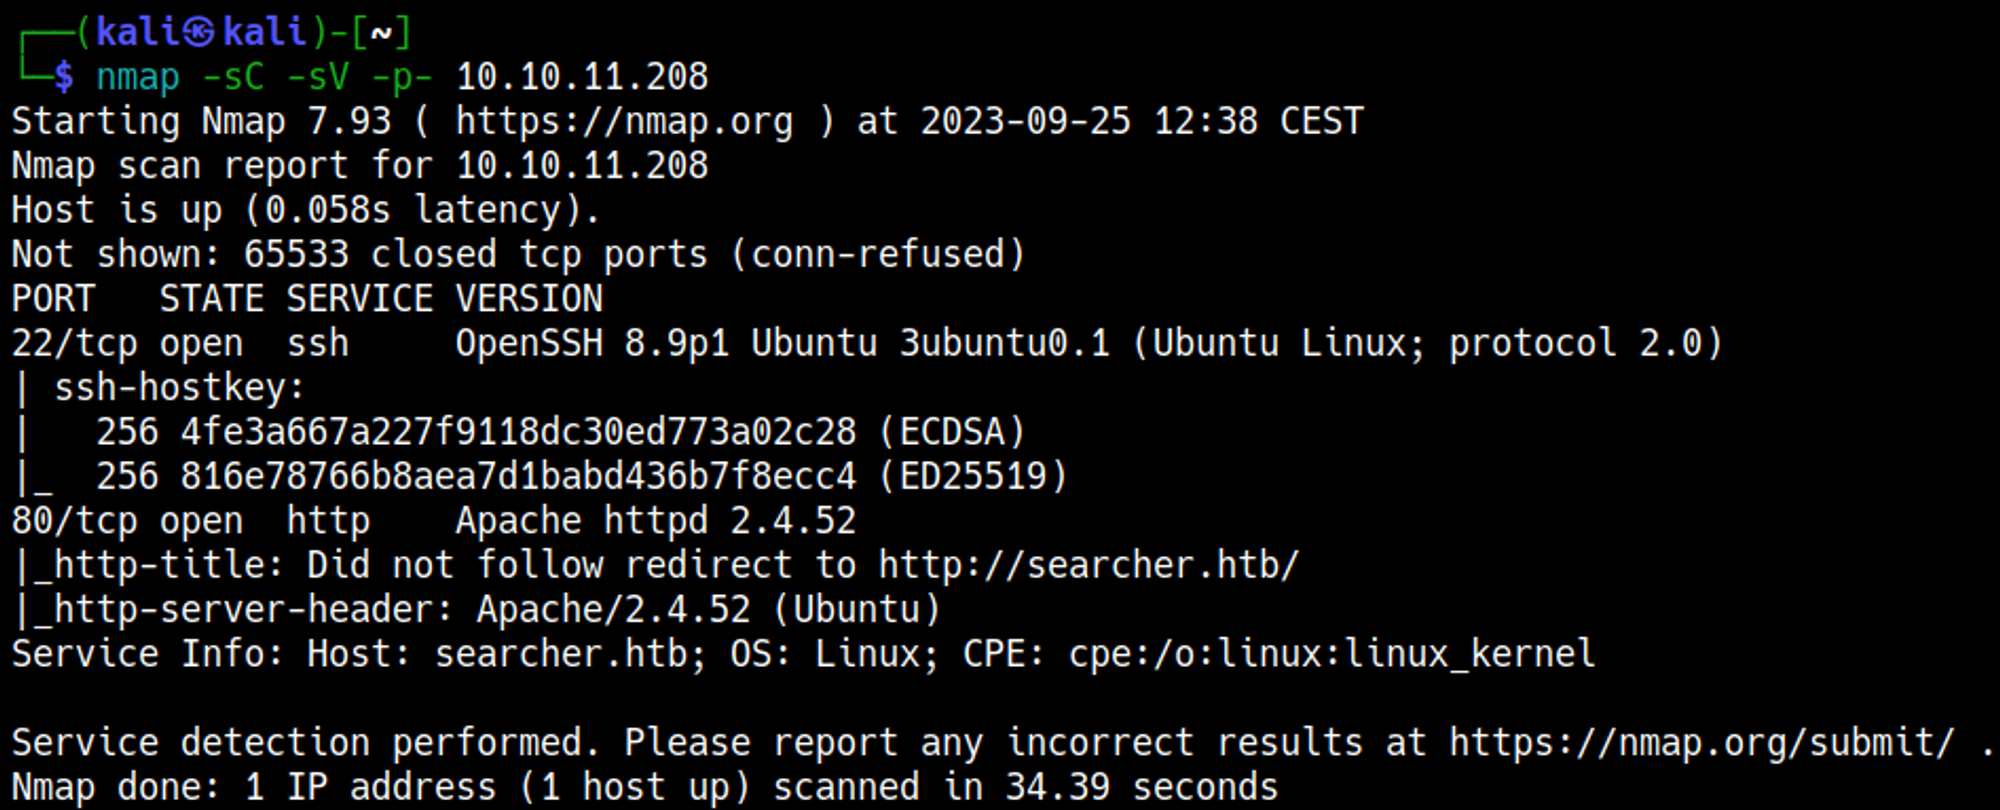 ┌──(kali㉿kali)-[~]
└─$ nmap -sC -sV -p- 10.10.11.208
Starting Nmap 7.93 ( https://nmap.org ) at 2023-09-25 12:38 CEST
Nmap scan report for 10.10.11.208
Host is up (0.058s latency).
Not shown: 65533 closed tcp ports (conn-refused)
PORT   STATE SERVICE VERSION
22/tcp open  ssh     OpenSSH 8.9p1 Ubuntu 3ubuntu0.1 (Ubuntu Linux; protocol 2.0)
| ssh-hostkey:
|   256 4fe3a667a227f9118dc30ed773a02c28 (ECDSA)
|_  256 816e78766b8aea7d1babd436b7f8ecc4 (ED25519)
80/tcp open  http    Apache httpd 2.4.52
|_http-title: Did not follow redirect to http://searcher.htb/
|_http-server-header: Apache/2.4.52 (Ubuntu)
Service Info: Host: searcher.htb; OS: Linux; CPE: cpe:/o:linux:linux_kernel

Service detection performed. Please report any incorrect results at https://nmap.org/submit/ .
Nmap done: 1 IP address (1 host up) scanned in 34.39 seconds